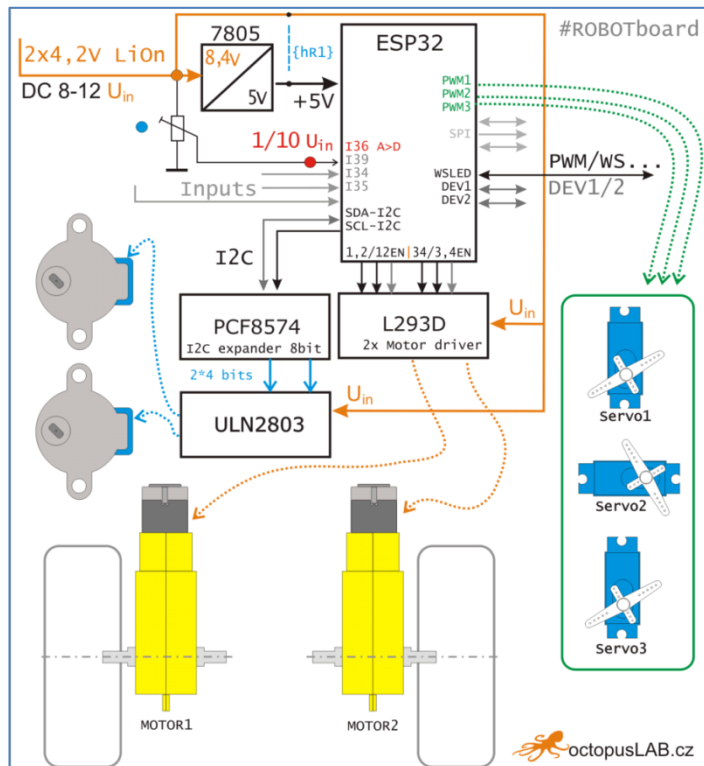 #ROBOTboard
7805
ESP32
2x4,2V LiOn
8,4V
{hR1}
DC 8-12 Uin
5V
+5V
PWM1
PWM2
PWM3
SPI
1/10 Uin
I36 A>D
I39
I34
I35
Inputs
WSLED
DEV1
DEV2
PWM/WS...
DEV1/2
SDA-I2C
SCL-I2C
I2C
1,2/12EN|34/3,4EN
PCF8574
I2C expander 8bit
L293D
2x Motor driver
Uin
2*4 bits
ULN2803
Uin
Servo1
Servo2
Servo3
MOTOR1
MOTOR2
octopusLAB.cz